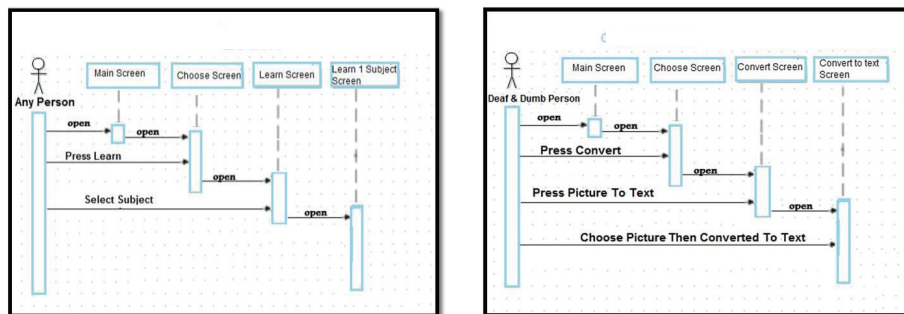 Main Screen
Choose Screen
Learn Screen
Learn 1 Subject
Screen
Any Person
open
open
Press Learn
open
Select Subject
open
Main Screen
Choose Screen
Convert Screen
Convert to text
Screen
Deaf & Dumb Person
open
open
Press Convert
open
Press Picture To Text
open
Choose Picture Then Converted To Text